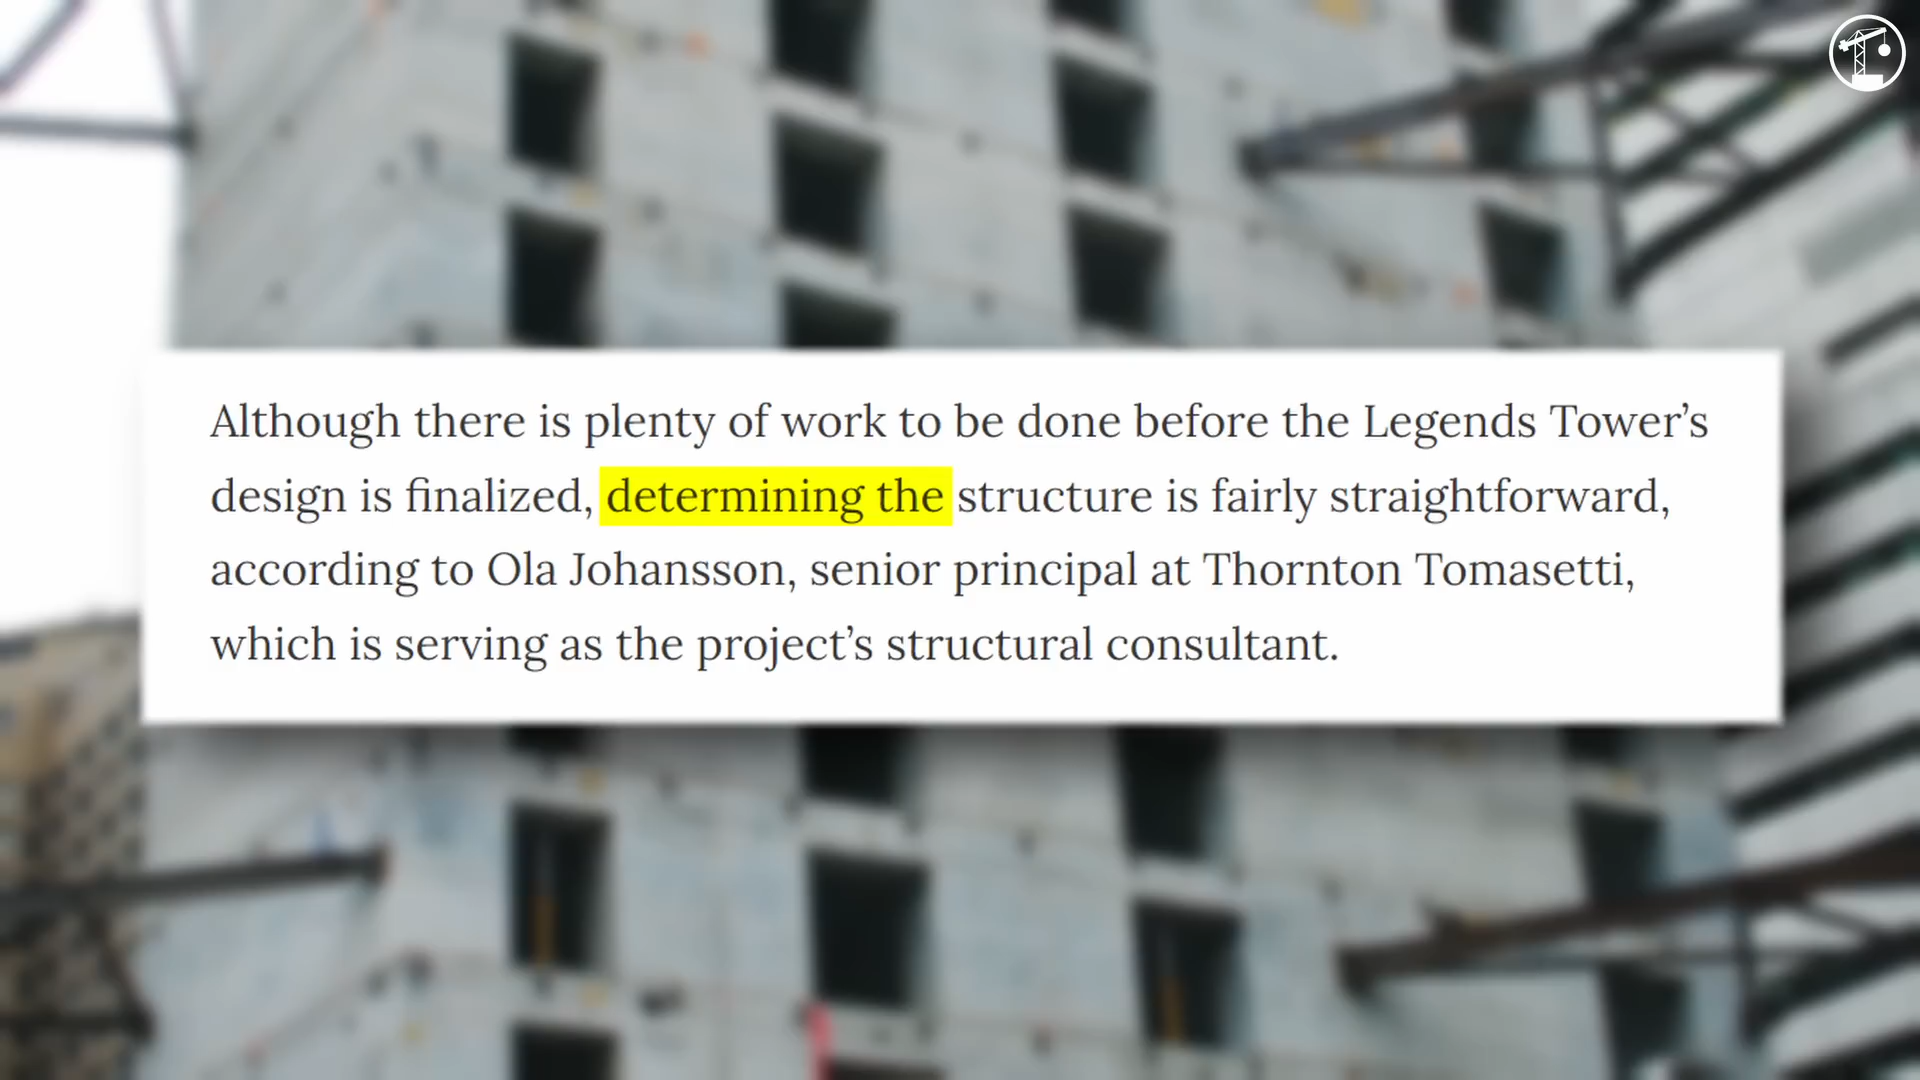 Although there is plenty of work to be done before the Legends Tower’s
design is finalized, determining the structure is fairly straightforward,
according to Ola Johansson, senior principal at Thornton Tomasetti,
which is serving as the project’s structural consultant.